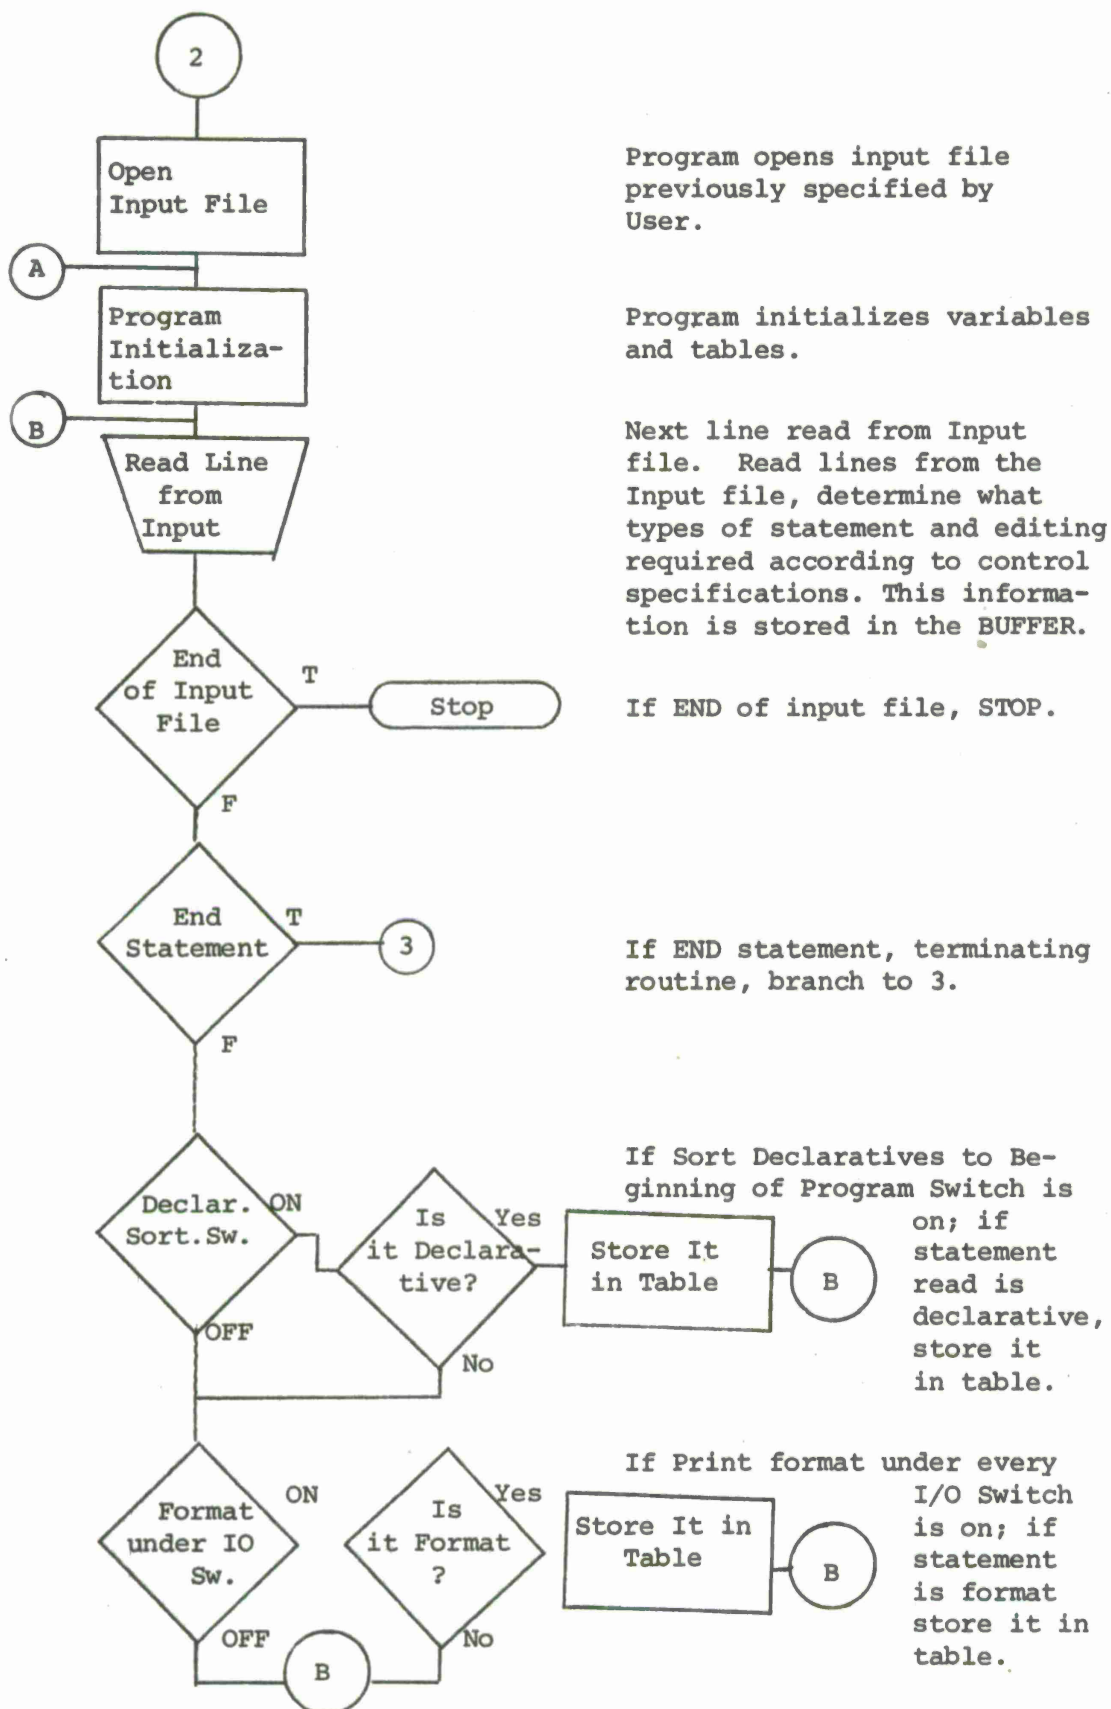 2
Open
Input File
Program opens input file
previously specified by
User.
A
Program
Initializa-
tion
Program initializes variables
and tables.
B
Read Line
from
Input
Next line read from Input
file. Read lines from the
Input file, determine what
types of statement and editing
required according to control
specifications. This informa-
tion is stored in the BUFFER.
End
of Input
File
T
Stop
If END of input file, STOP.
F
End
Statement
T
3
If END statement, terminating
routine, branch to 3.
F
Declar.
Sort.Sw.
ON
Is
it Declara-
tive?
Yes
Store It
in Table
B
If Sort Declaratives to Be-
ginning of Program Switch is
on; if
statement
read is
declarative,
store it
in table.
OFF
No
Format
under IO
Sw.
ON
Is
it Format
?
Yes
Store It in
Table
B
If Print format under every
I/O Switch
is on; if
statement
is format
store it in
table.
OFF
B
No